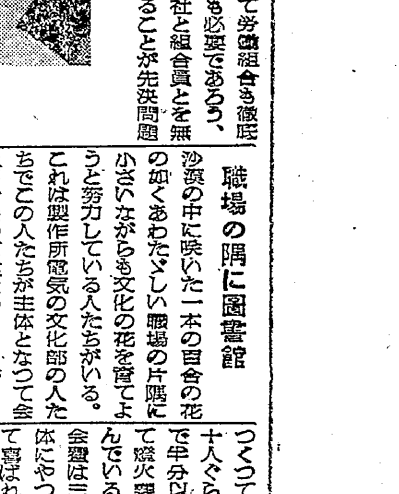 て労働組合も徹底
も必要であろう、
社と組合員とを無
ることが先決問題
職場の隅に圖書館
沙漠の中に咲いた一本の百合の花
の如くあわたゞしい職場の片隅に
小さいながらも文化の花を育てよ
うと努力している人たちがいる。
これは製作所電気の文化部の人た
ちでこの人たちが主体となつて会
つくつて
十人ぐら
で半分以
て燈火親
んでいる
会費は三
体にやつ
て喜ばれ